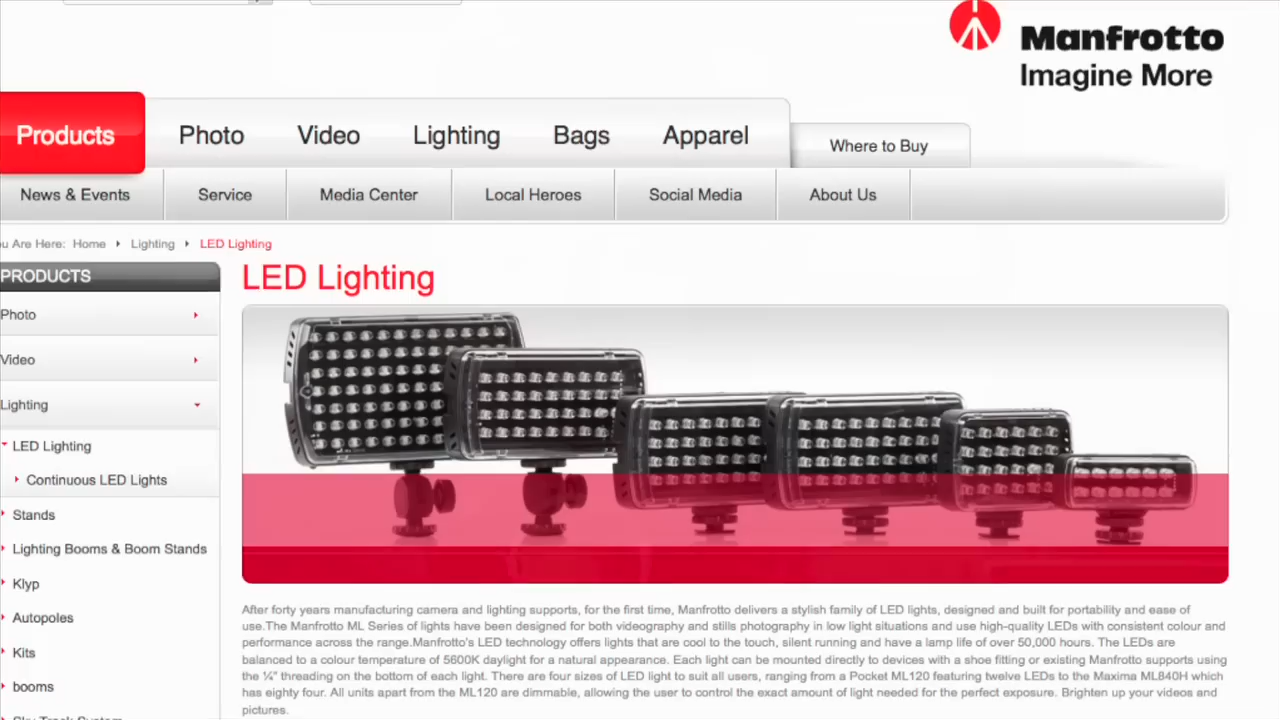 Manfrotto
Imagine More
Products Photo Video Lighting Bags Apparel Where to Buy
News & Events Service Media Center Local Heroes Social Media About Us
Are Here: Home Lighting LED Lighting
PRODUCTS
LED Lighting
Photo
Video
Lighting
LED Lighting
Continuous LED Lights
Stands
Lighting Booms & Boom Stands
Klyp
Autopoles
Kits
booms
Sky Track System
After forty years manufacturing camera and lighting supports, for the first time, Manfrotto delivers a stylish family of LED lights, designed and built for portability and ease of
use.The Manfrotto ML Series of lights have been designed for both videography and stills photography in low light situations and use high-quality LEDs with consistent colour and
performance across the range.Manfrotto's LED technology offers lights that are cool to the touch, silent running and have a lamp life of over 50,000 hours. The LEDs are
balanced to a colour temperature of 5600K daylight for a natural appearance. Each light can be mounted directly to devices with a shoe fitting or existing Manfrotto supports using
the ¼" threading on the bottom of each light. There are four sizes of LED light to suit all users, ranging from a Pocket ML120 featuring twelve LEDs to the Maxima ML840H which
has eighty four. All units apart from the ML120 are dimmable, allowing the user to control the exact amount of light needed for the perfect exposure. Brighten up your videos and
pictures.